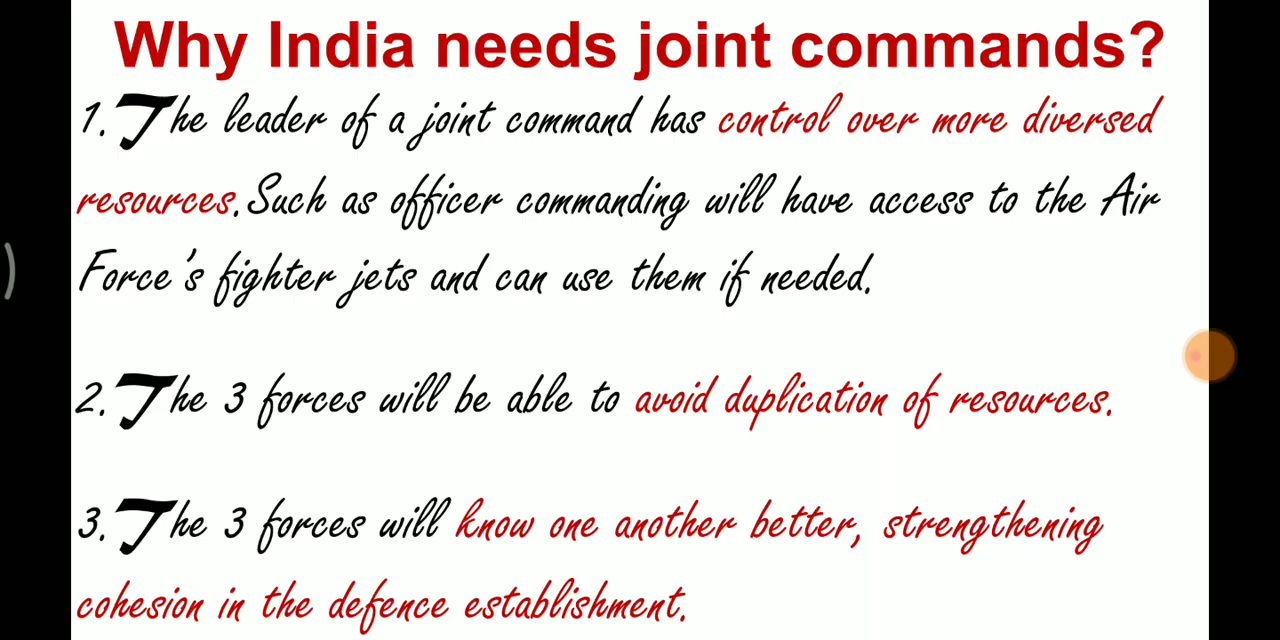 Why India needs joint commands?
1. The leader of a joint command has control over more diversed
resources. Such as officer commanding will have access to the Air
Force's fighter jets and can use them if needed.
2. The 3 forces will be able to avoid duplication of resources.
3. The 3 forces will know one another better, strengthening
cohesion in the defence establishment.